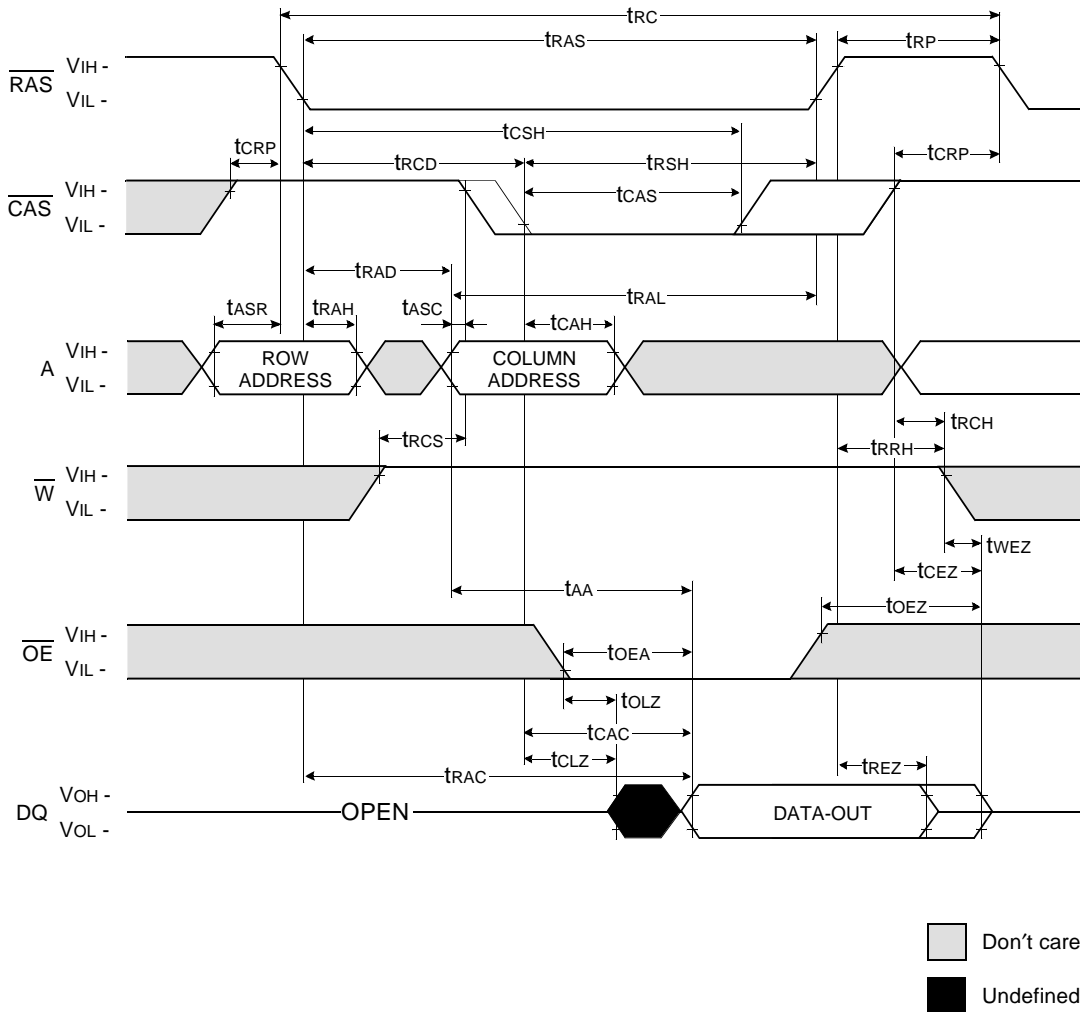 tRC
tRAS
tRP
RAS
VIH -
VIL -
tCSH
tCRP
tRCD
tRSH
tCRP
CAS
VIH -
VIL -
tCAS
tRAD
tRAL
tASR
tRAH
tASC
tCAH
A
VIH -
VIL -
ROW
ADDRESS
COLUMN
ADDRESS
tRCS
tRCH
tRRH
W
VIH -
VIL -
tWEZ
tCEZ
tAA
tOEZ
OE
VIH -
VIL -
tOEA
tOLZ
tCAC
tCLZ
tRAC
tREZ
DQ
VOH -
VOL -
OPEN
DATA-OUT
Don′t care
Undefined